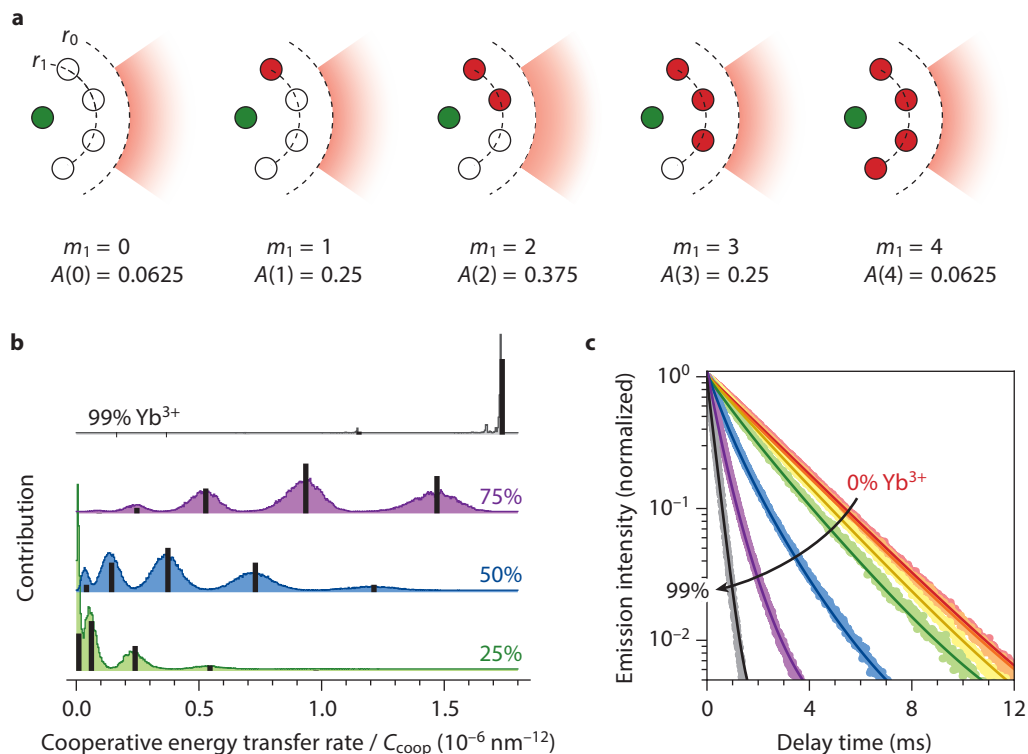 a
r₀
r₁
m₁ = 0
A(0) = 0.0625
m₁ = 1
A(1) = 0.25
m₁ = 2
A(2) = 0.375
m₁ = 3
A(3) = 0.25
m₁ = 4
A(4) = 0.0625
b
Contribution
99% Yb³⁺
75%
50%
25%
0.0 0.5 1.0 1.5
Cooperative energy transfer rate / C_coop (10⁻⁶ nm⁻¹²)
c
Emission intensity (normalized)
10⁰
10⁻¹
10⁻²
0% Yb³⁺
99%
0 4 8 12
Delay time (ms)